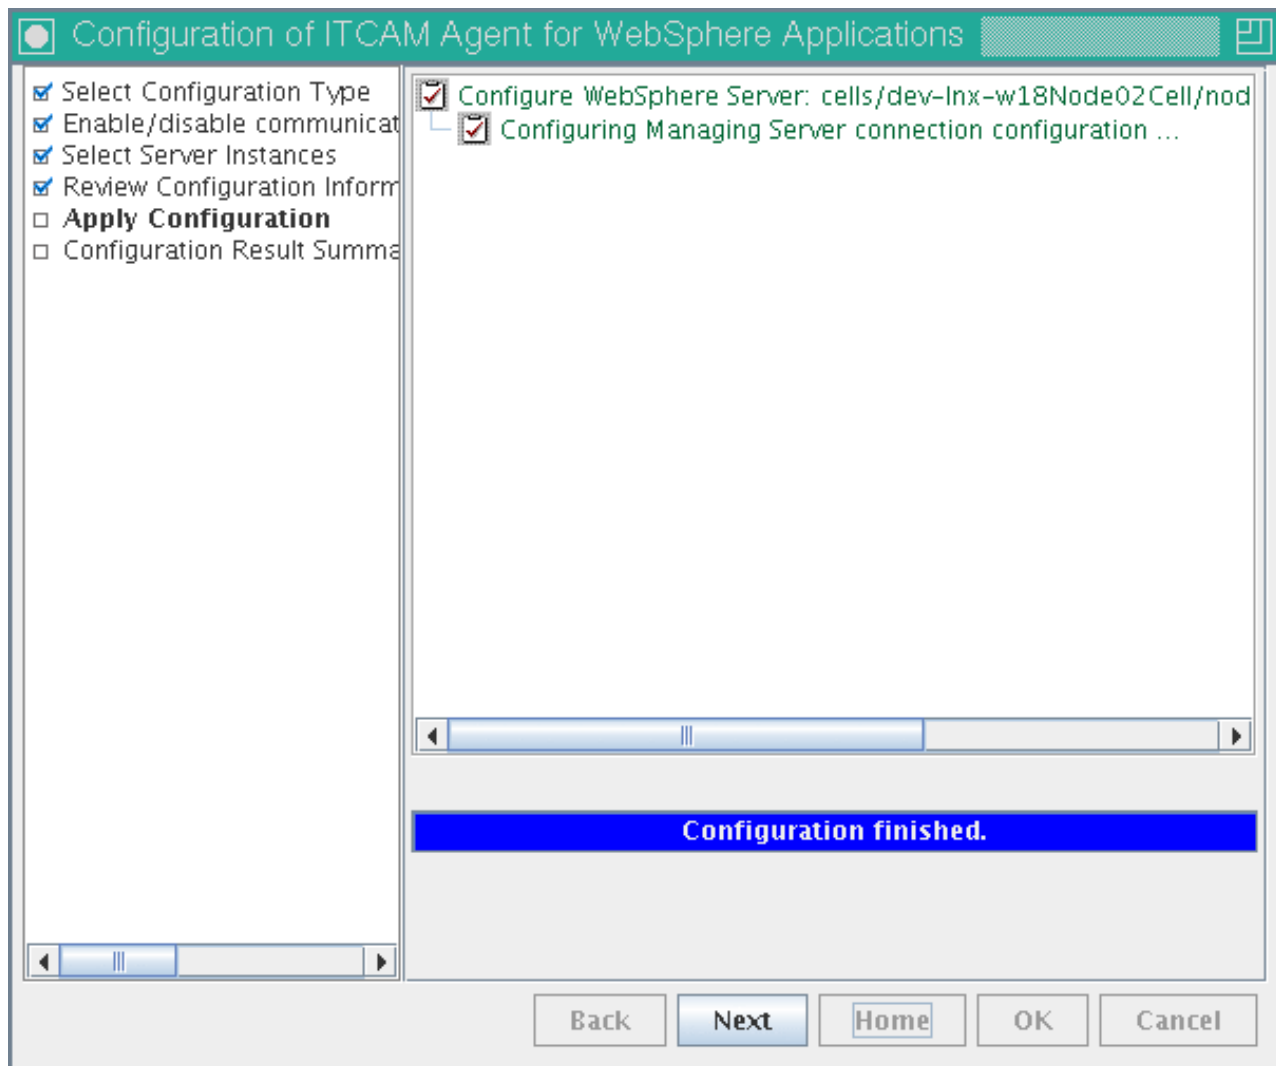 Configuration of ITCAM Agent for WebSphere Applications
Select Configuration Type
Enable/disable communicat
Select Server Instances
Review Configuration Inform
Apply Configuration
Configuration Result Summa
Configure WebSphere Server: cells/dev-lnx-w18Node02Cell/nod
Configuring Managing Server connection configuration ...
Configuration finished.
Back Next Home OK Cancel